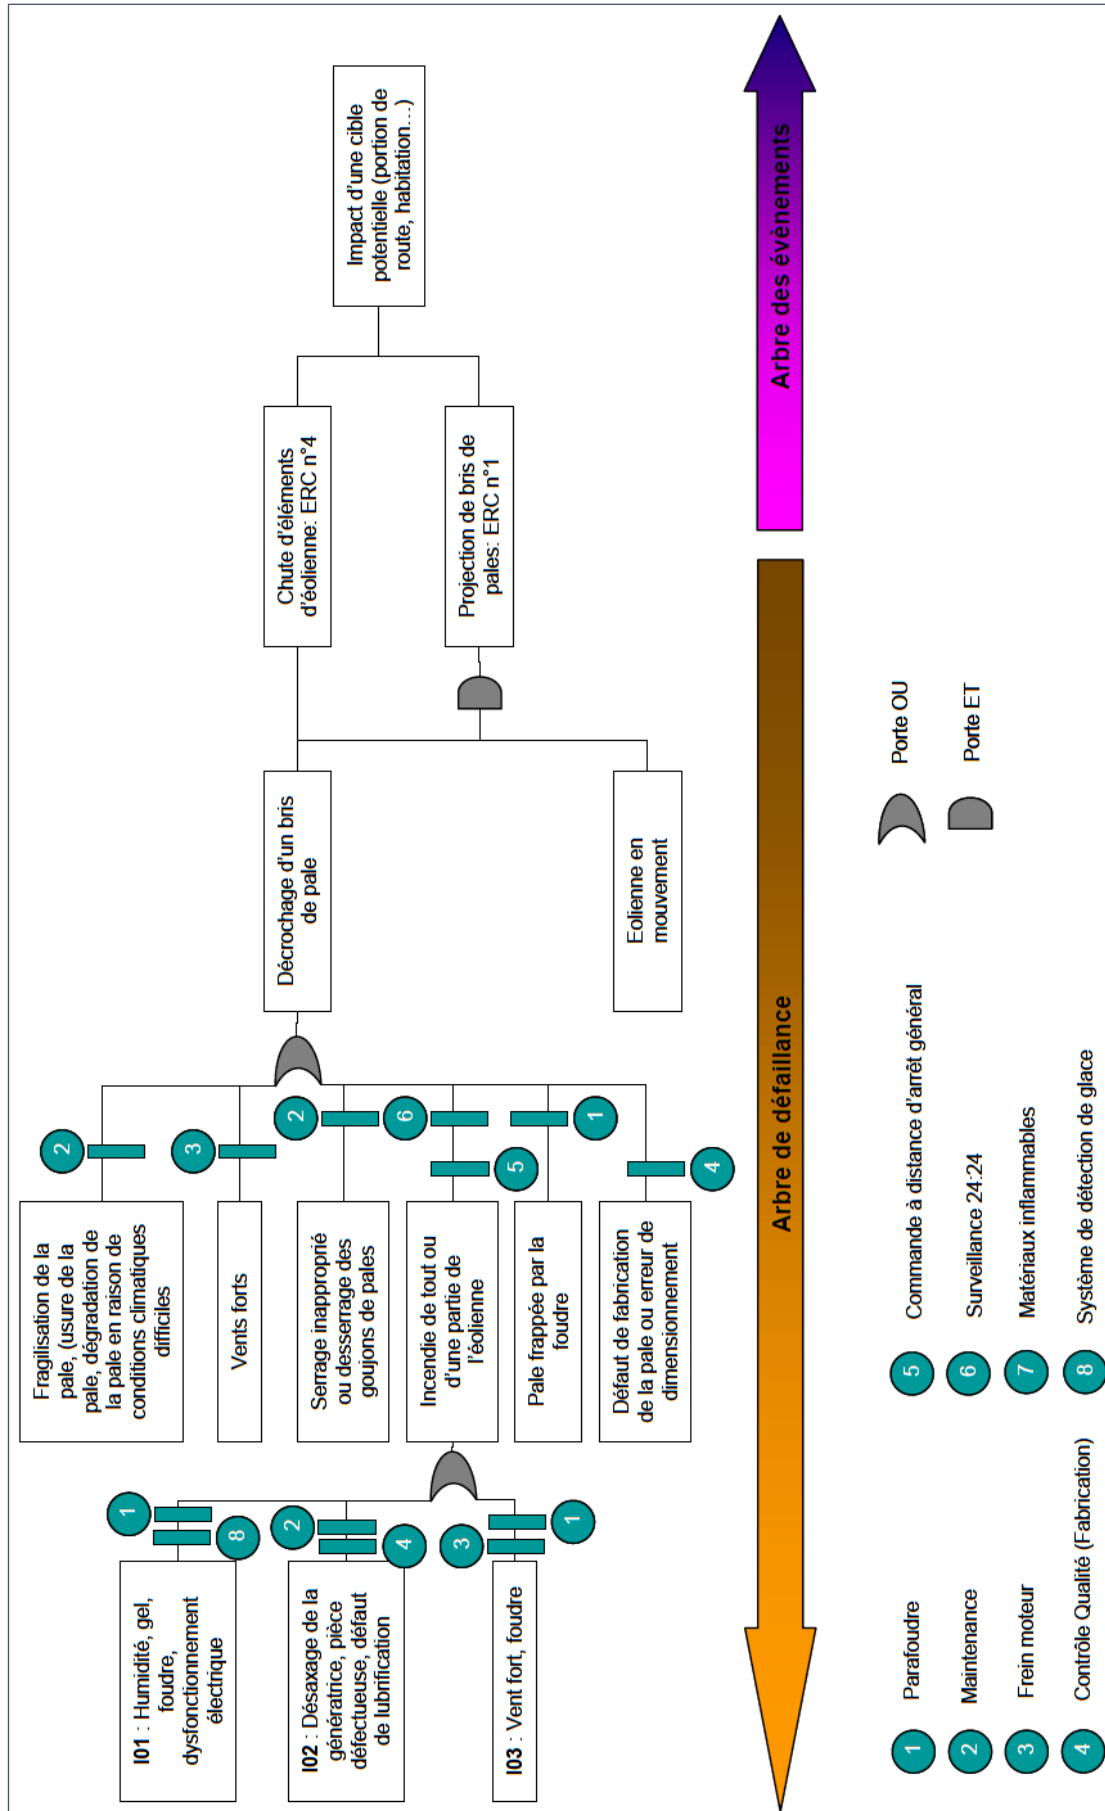 I01 : Humidité, gel,
foudre,
dysfonctionnement
électrique
I02 : Désaxage de la
génératrice, pièce
défectueuse, défaut
de lubrification
I03 : Vent fort, foudre
1
8
2
4
3
1
Fragilisation de la
pale, (usure de la
pale, dégradation de
la pale en raison de
conditions climatiques
difficiles
Vents forts
Serrage inapproprié
ou desserrage des
goujons de pales
Incendie de tout ou
d'une partie de
l'éolienne
Pale frappée par la
foudre
Défaut de fabrication
de la pale ou erreur de
dimensionnement
2
3
2
6
5
1
4
Décrochage d'un bris
de pale
Eolienne en
mouvement
Chute d'éléments
d'éolienne: ERC n°4
Projection de bris de
pales: ERC n°1
Impact d'une cible
potentielle (portion de
route, habitation…)
Arbre de défaillance
Arbre des évènements
1 Parafoudre
2 Maintenance
3 Frein moteur
4 Contrôle Qualité (Fabrication)
5 Commande à distance d'arrêt général
6 Surveillance 24:24
7 Matériaux inflammables
8 Système de détection de glace
Porte OU
Porte ET